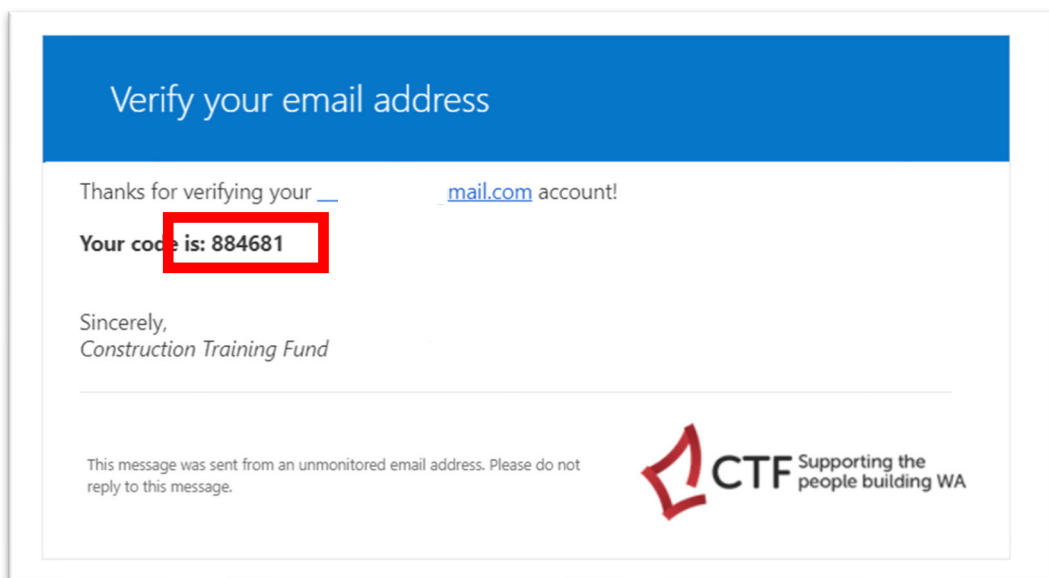 Verify your email address
Thanks for verifying your mail.com account!
Your code is: 884681
Sincerely,
Construction Training Fund
This message was sent from an unmonitored email address. Please do not
reply to this message.
CTF Supporting the
people building WA